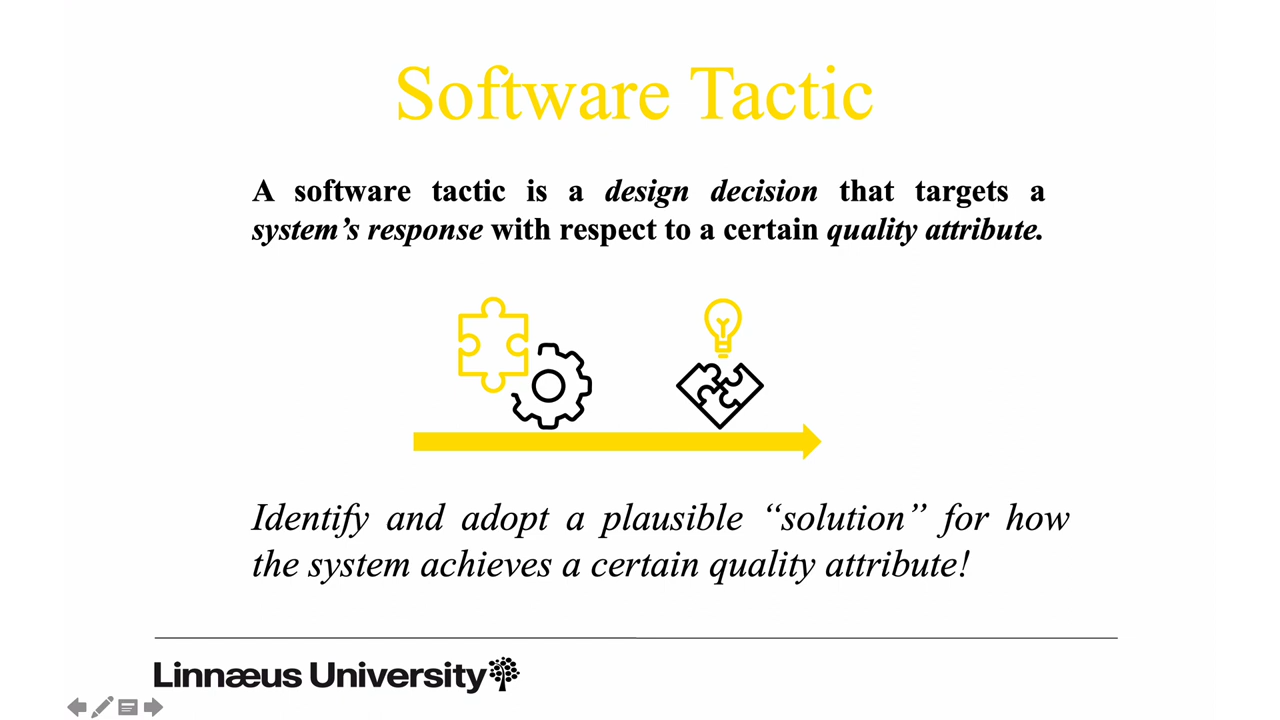 Software Tactic
A software tactic is a design decision that targets a
system’s response with respect to a certain quality attribute.
Identify and adopt a plausible “solution” for how
the system achieves a certain quality attribute!
Linnæus University